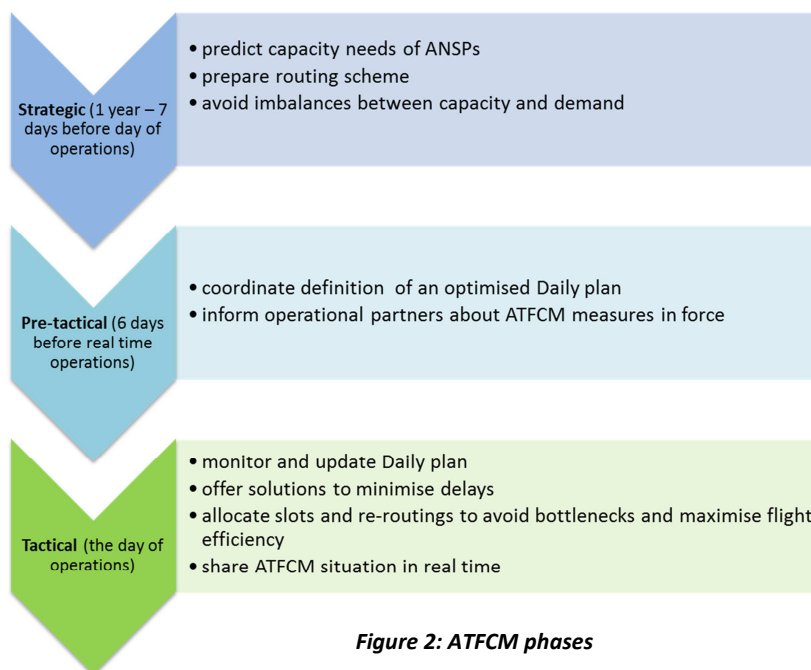 Strategic (1 year – 7
days before day of
operations)
• predict capacity needs of ANSPs
• prepare routing scheme
• avoid imbalances between capacity and demand
Pre-tactical (6 days
before real time
operations)
• coordinate definition of an optimised Daily plan
• inform operational partners about ATFCM measures in force
Tactical (the day of
operations)
• monitor and update Daily plan
• offer solutions to minimise delays
• allocate slots and re-routings to avoid bottlenecks and maximise flight
efficiency
• share ATFCM situation in real time
Figure 2: ATFCM phases